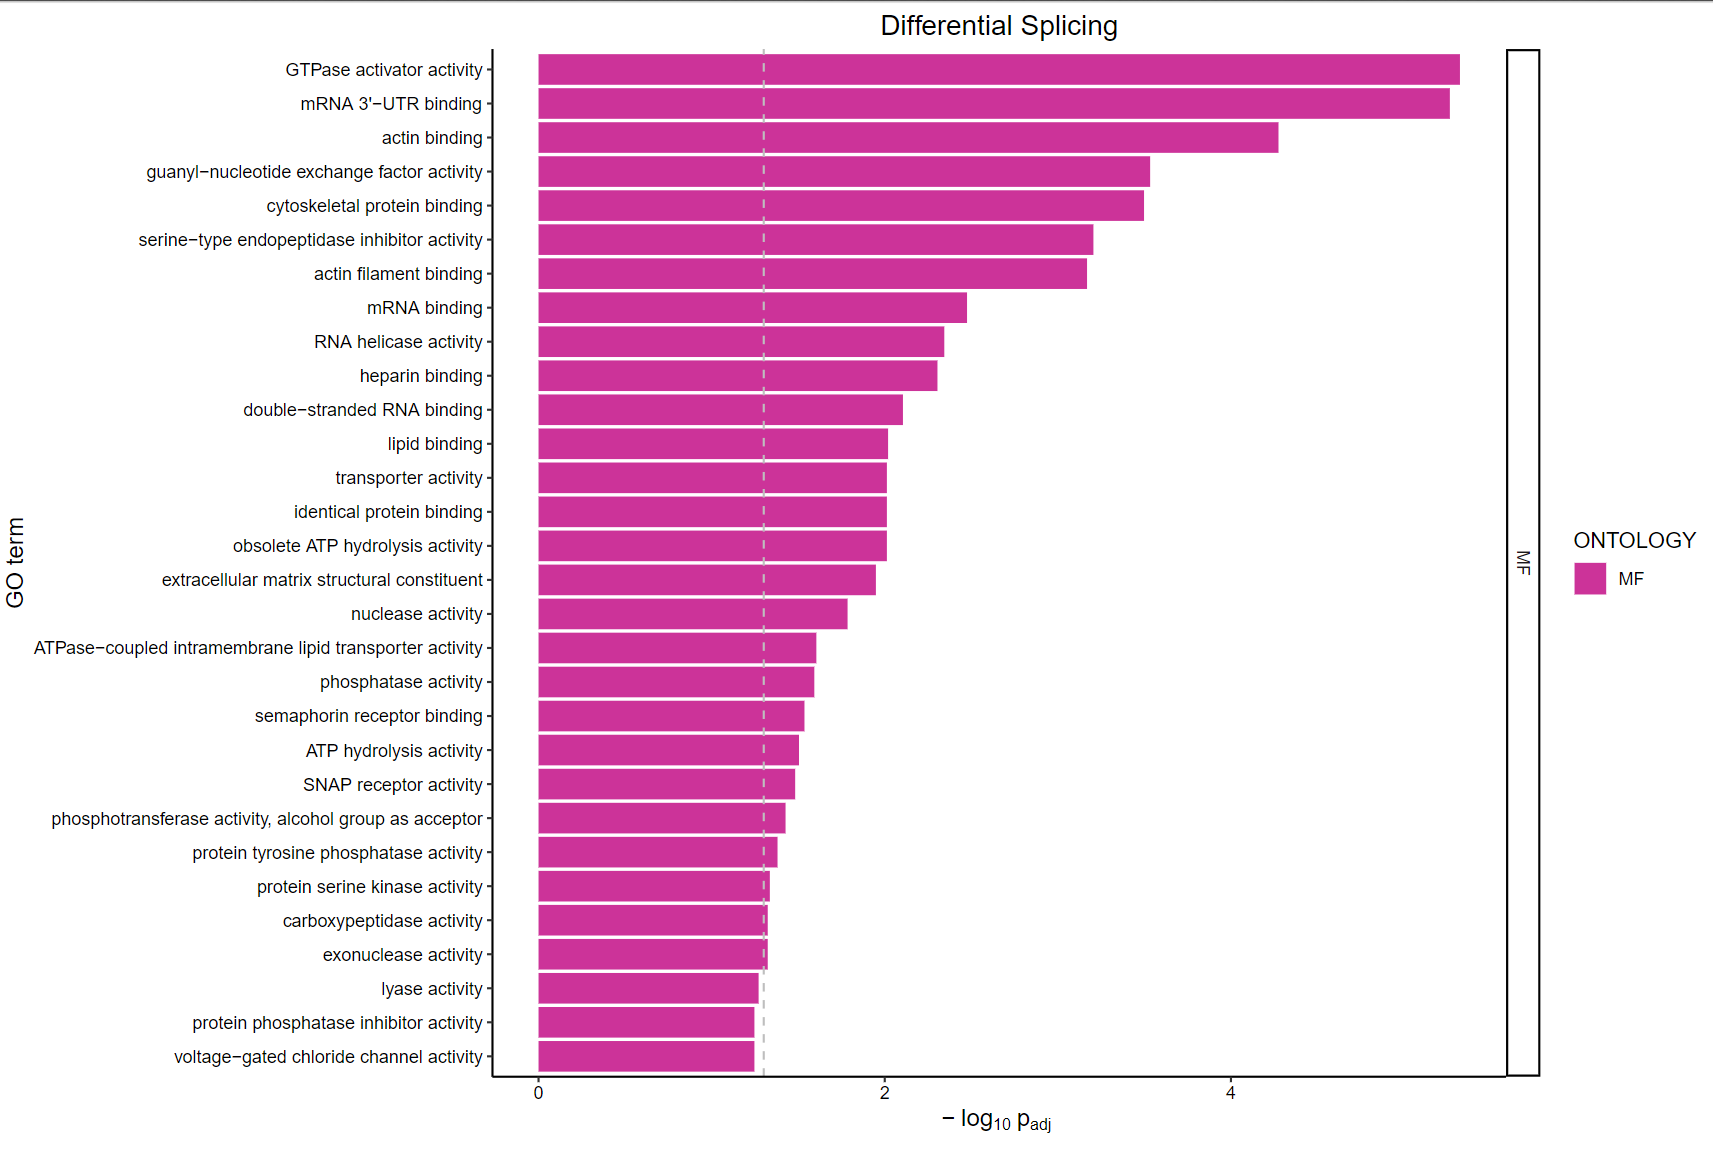 Differential Splicing
GO term
GTPase activator activity
mRNA 3'−UTR binding
actin binding
guanyl−nucleotide exchange factor activity
cytoskeletal protein binding
serine−type endopeptidase inhibitor activity
actin filament binding
mRNA binding
RNA helicase activity
heparin binding
double−stranded RNA binding
lipid binding
transporter activity
identical protein binding
obsolete ATP hydrolysis activity
extracellular matrix structural constituent
nuclease activity
ATPase−coupled intramembrane lipid transporter activity
phosphatase activity
semaphorin receptor binding
ATP hydrolysis activity
SNAP receptor activity
phosphotransferase activity, alcohol group as acceptor
protein tyrosine phosphatase activity
protein serine kinase activity
carboxypeptidase activity
exonuclease activity
lyase activity
protein phosphatase inhibitor activity
voltage−gated chloride channel activity
0 2 4
− log10 padj
MF
ONTOLOGY
MF